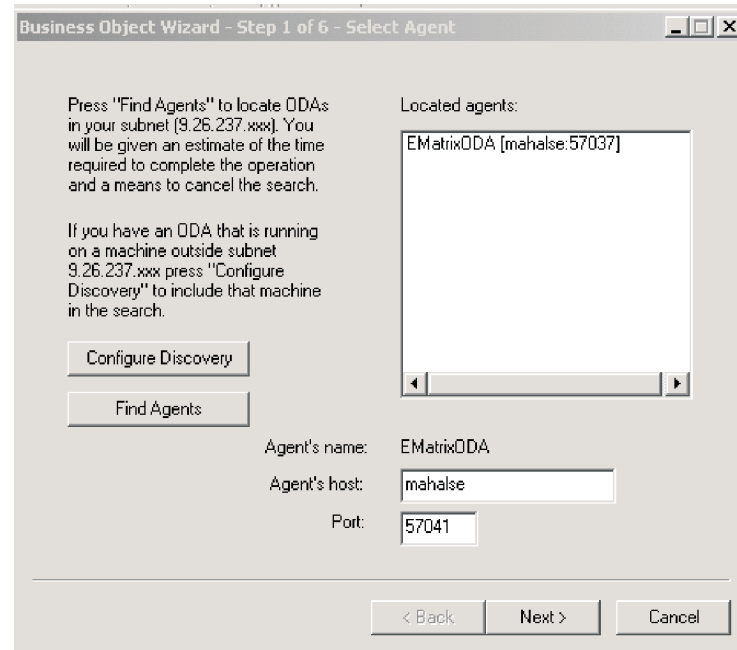 Business Object Wizard - Step 1 of 6 - Select Agent
Press "Find Agents" to locate ODAs
in your subnet (9.26.237.xxx). You
will be given an estimate of the time
required to complete the operation
and a means to cancel the search.
If you have an ODA that is running
on a machine outside subnet
9.26.237.xxx press "Configure
Discovery" to include that machine
in the search.
Configure Discovery
Find Agents
Located agents:
EMatrixODA [mahalse:57037]
Agent's name: EMatrixODA
Agent's host: mahalse
Port: 57041
< Back Next > Cancel